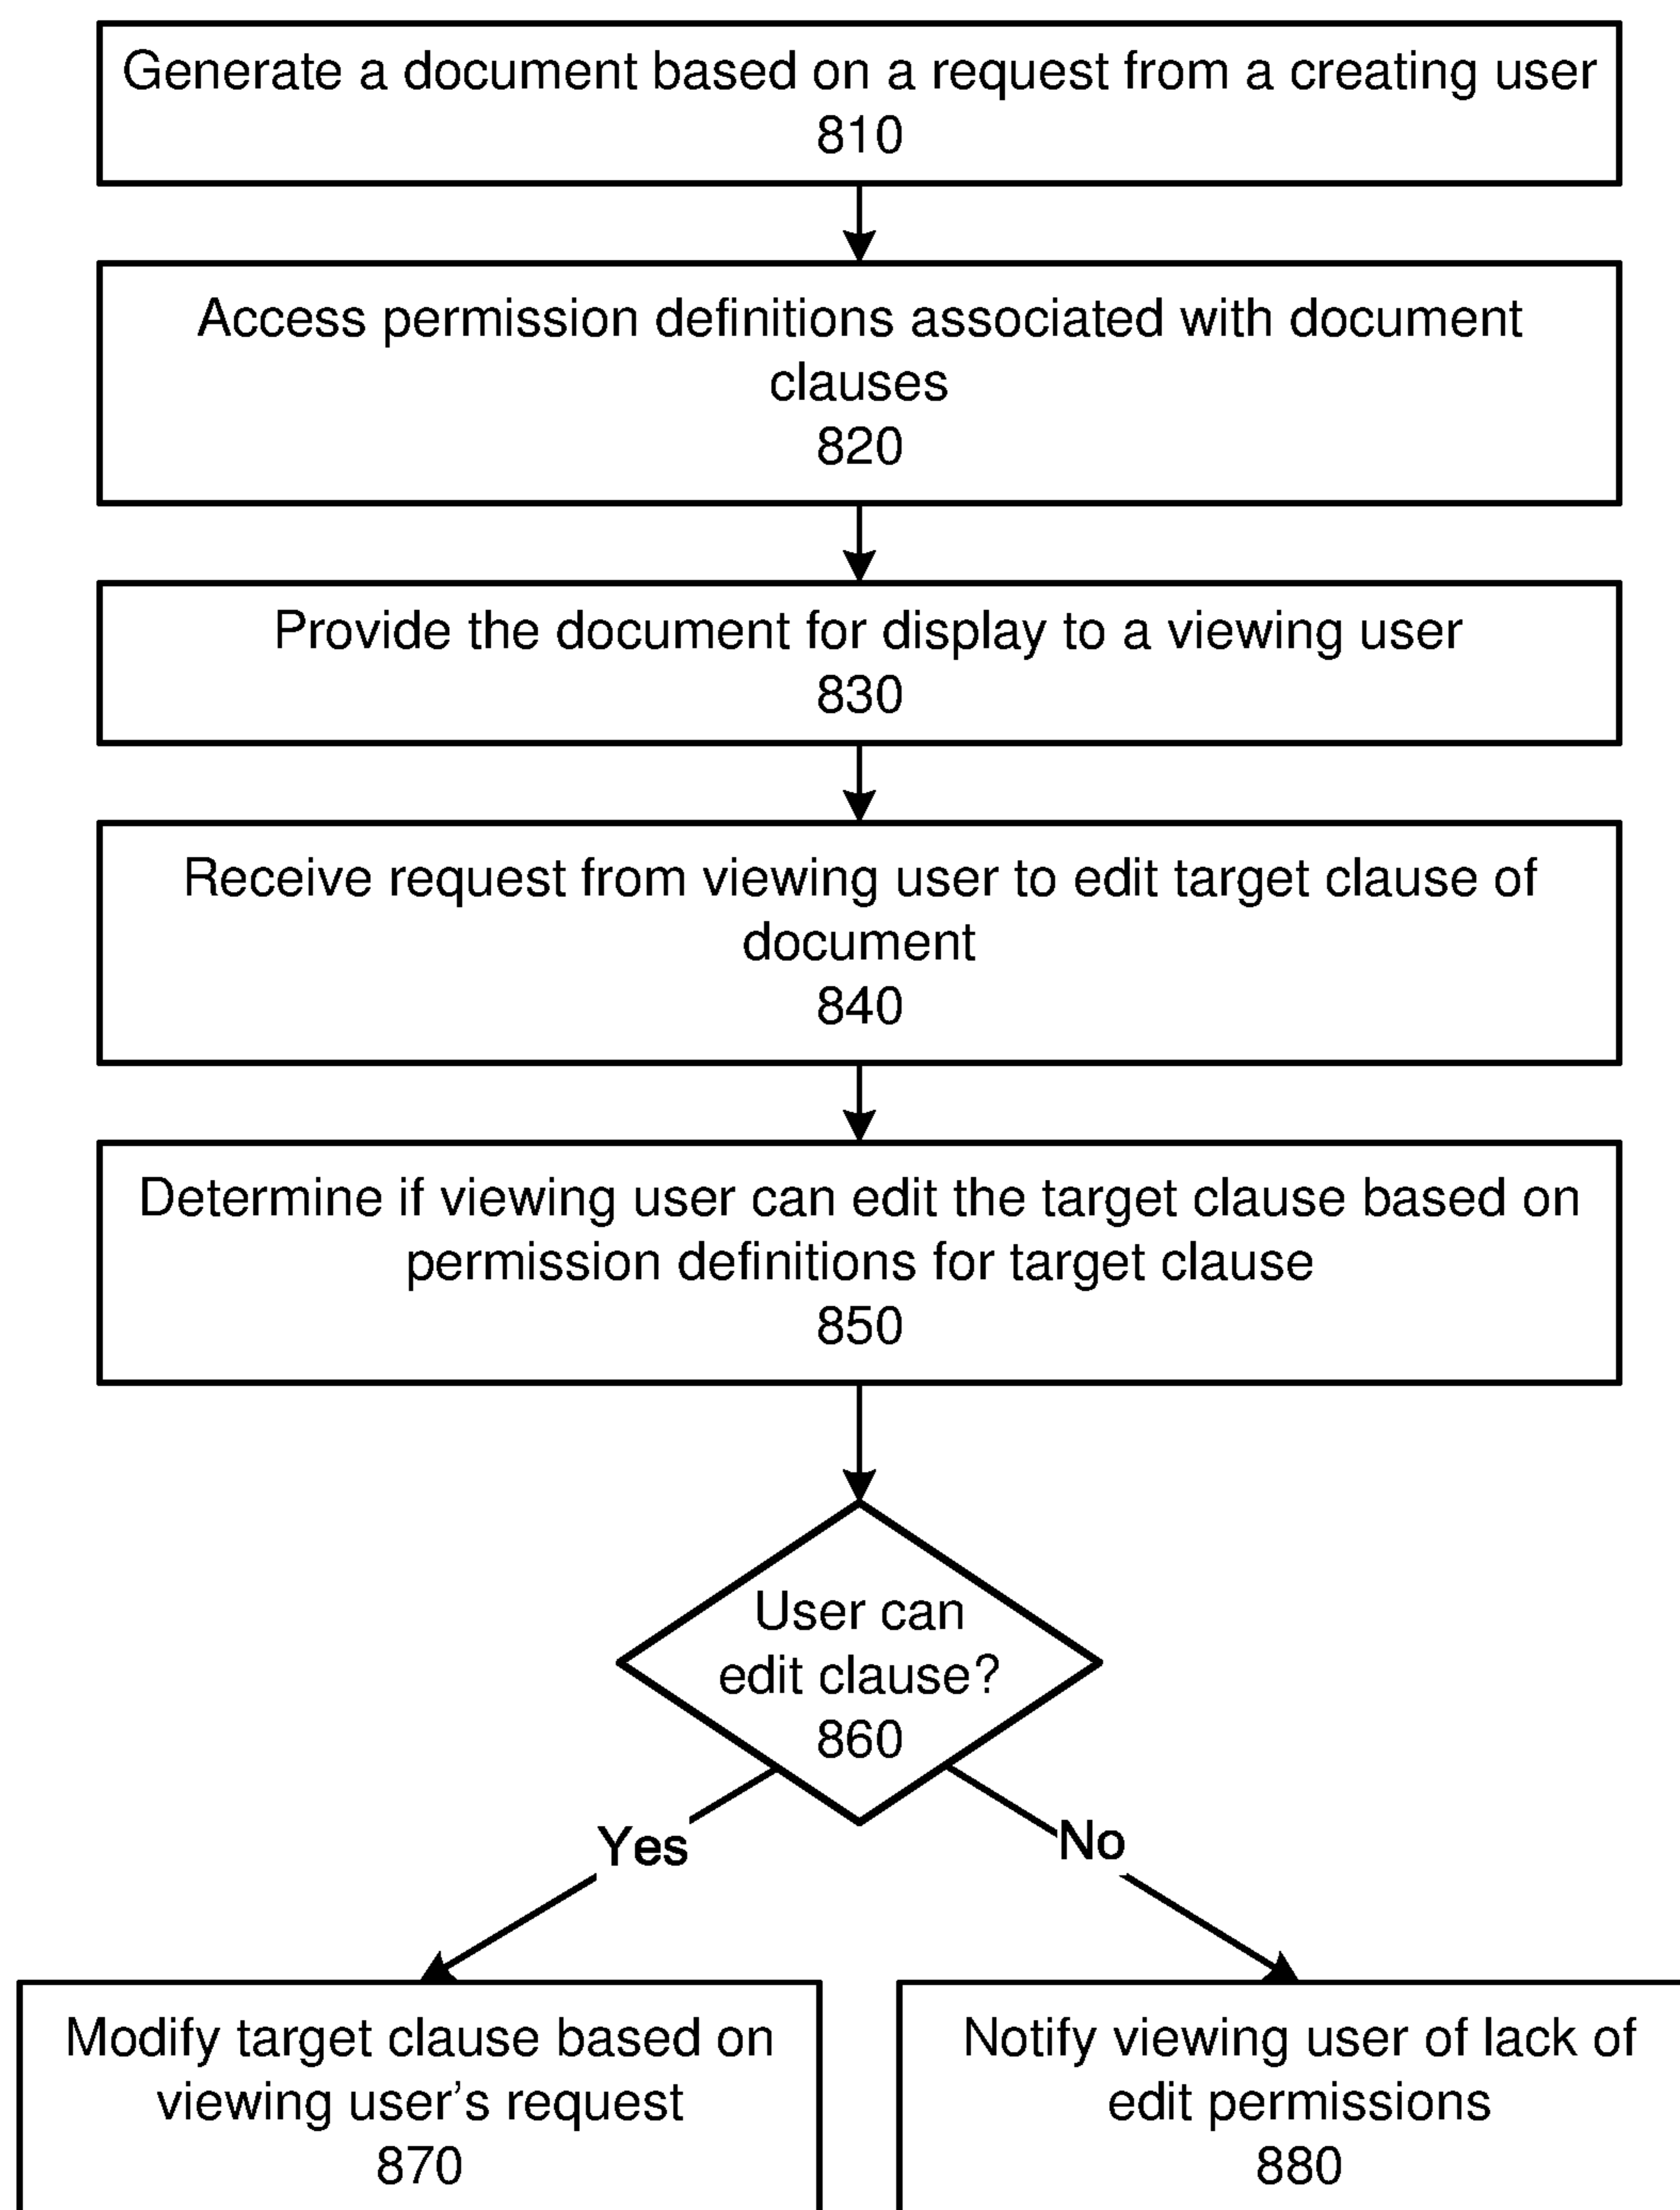 Generate a document based on a request from a creating user
810
Access permission definitions associated with document
clauses
820
Provide the document for display to a viewing user
830
Receive request from viewing user to edit target clause of
document
840
Determine if viewing user can edit the target clause based on
permission definitions for target clause
850
User can
edit clause?
860
Yes
No
Modify target clause based on
viewing user's request
870
Notify viewing user of lack of
edit permissions
880